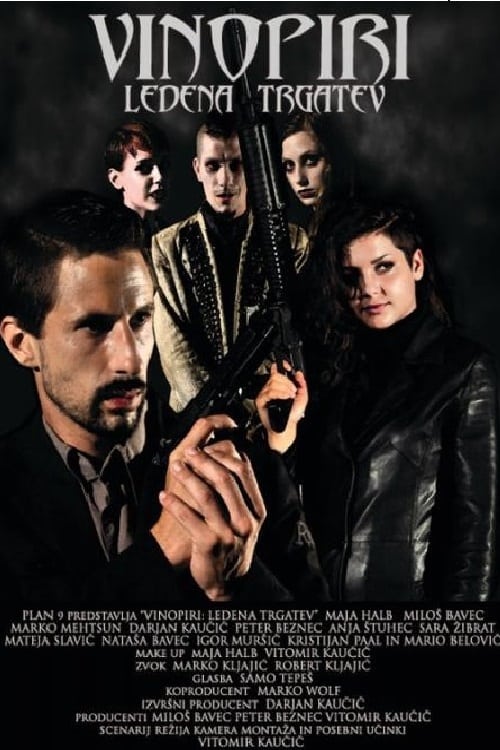 VINOPIRI
LEDENA TRGATEV
PLAN 9 PREDSTAVLJA "VINOPIRI: LEDENA TRGATEV" MAJA HALB MILOŠ BAVEC
MARKO MEHTSUN DARJAN KAUČIČ PETER BEZNEC ANJA ŠTUHEC SARA ŽIBRAT
MATEJA SLAVIČ NATAŠA BAVEC IGOR MURŠIČ KRISTIJAN PAAL IN MARIO BELOVIČ
MAKE UP MAJA HALB VITOMIR KAUČIČ
ZVOK MARKO KLJAJIČ ROBERT KLJAJIČ
GLASBA SAMO TEPEŠ
KOPRODUCENT MARKO WOLF
IZVRŠNI PRODUCENT DARJAN KAUČIČ
PRODUCENTI MILOŠ BAVEC PETER BEZNEC VITOMIR KAUČIČ
SCENARIJ REŽIJA KAMERA MONTAŽA IN POSEBNI UČINKI
VITOMIR KAUČIČ